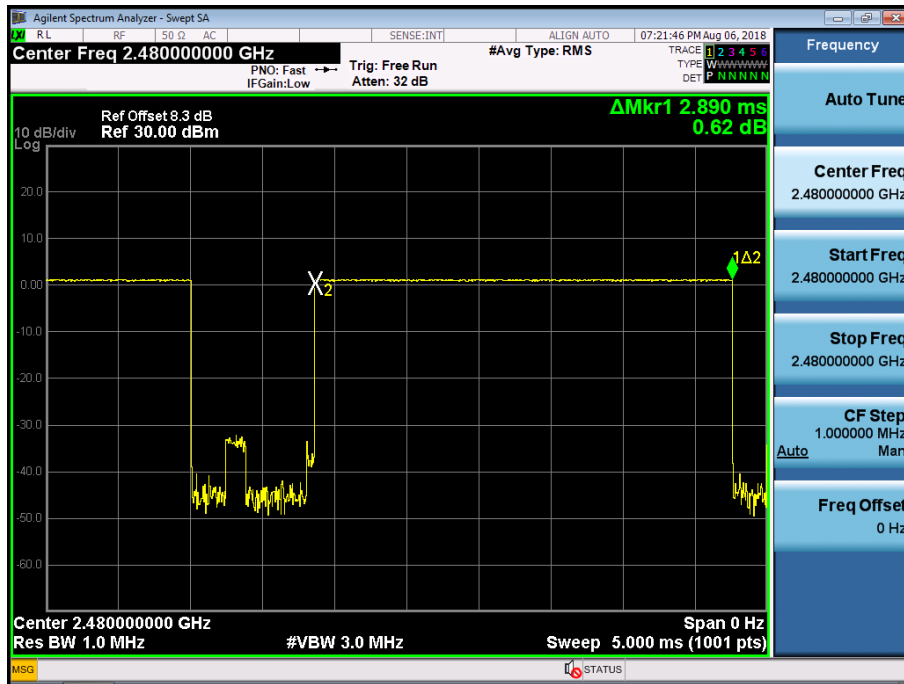 Agilent Spectrum Analyzer - Swept SA
LXI RL RF 50 Ω AC SENSE:INT ALIGN AUTO 07:21:46 PM Aug 06, 2018
Center Freq 2.480000000 GHz
PNO: Fast
IFGain:Low
Trig: Free Run
Atten: 32 dB
#Avg Type: RMS
TRACE 1 2 3 4 5 6
TYPE WWWWWW
DET P N N N N N
ΔMkr1 2.890 ms
0.62 dB
Ref Offset 8.3 dB
10 dB/div Ref 30.00 dBm
Log
20.0
10.0
1Δ2
0.00
2
-10.0
-20.0
-30.0
-40.0
-50.0
-60.0
Center 2.480000000 GHz Span 0 Hz
Res BW 1.0 MHz #VBW 3.0 MHz Sweep 5.000 ms (1001 pts)
MSG STATUS
Frequency
Auto Tune
Center Freq
2.480000000 GHz
Start Freq
2.480000000 GHz
Stop Freq
2.480000000 GHz
CF Step
1.000000 MHz
Auto Man
Freq Offset
0 Hz